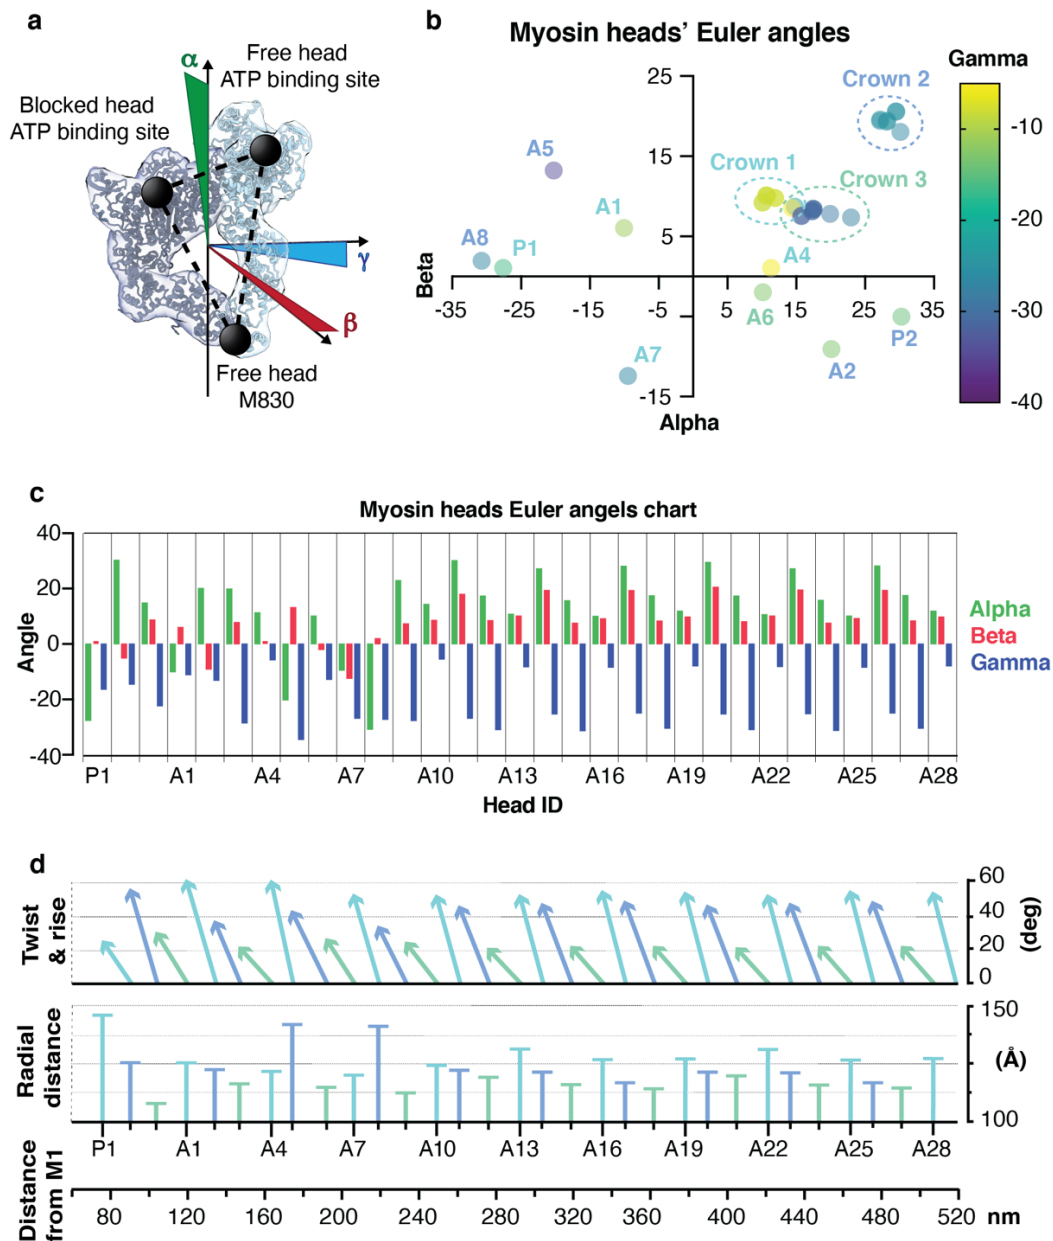 a
α
Free head
ATP binding site
Blocked head
ATP binding site
γ
β
Free head
M830
b
Myosin heads’ Euler angles
Gamma
25
Crown 2
-10
A5
15
Crown 1
Crown 3
A1
-20
A8
P1
5
A4
Beta
-35
-25
-15
-5
5
15
25
35
-30
A6
P2
A7
A2
-15
-40
Alpha
c
Myosin heads Euler angels chart
40
20
0
-20
-40
Angle
Alpha
Beta
Gamma
P1
A1
A4
A7
A10
A13
A16
A19
A22
A25
A28
Head ID
d
Twist
& rise
60
40
20
0
(deg)
Radial
distance
150
(Å)
100
P1
A1
A4
A7
A10
A13
A16
A19
A22
A25
A28
Distance
from M1
80
120
160
200
240
280
320
360
400
440
480
520
nm